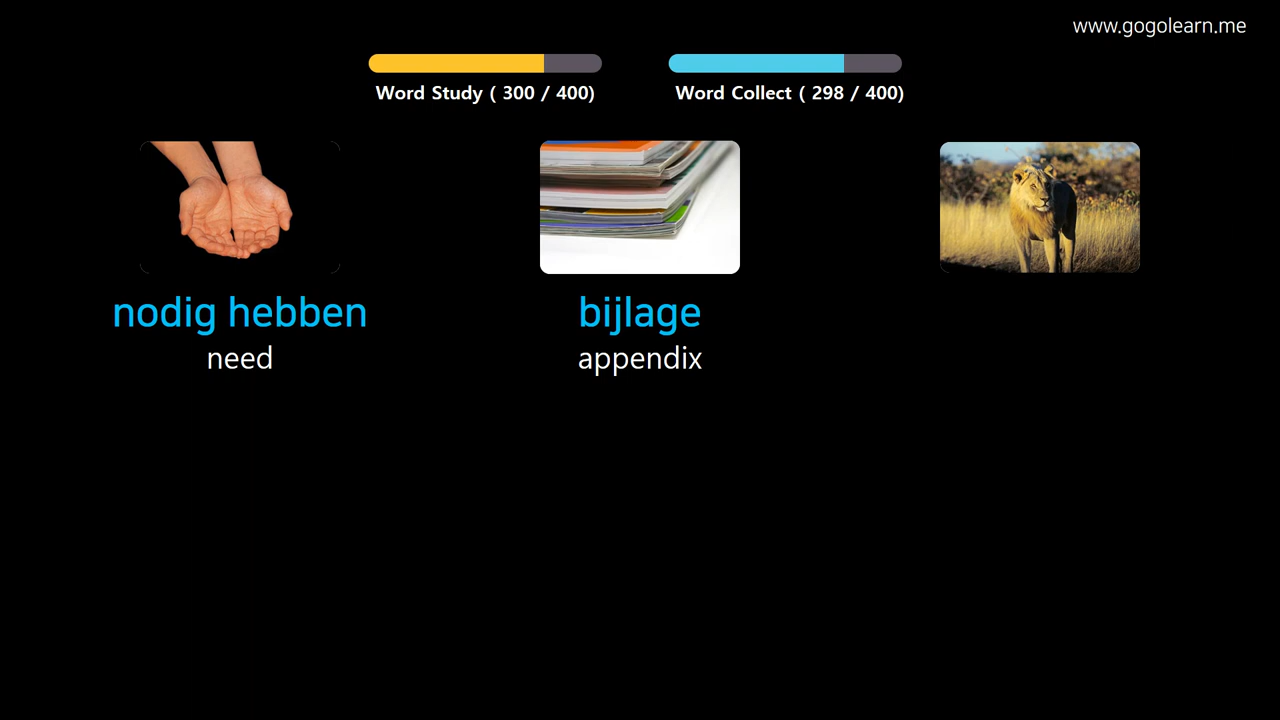 www.gogolearn.me
Word Study ( 300 / 400)
Word Collect ( 298 / 400)
nodig hebben
need
bijlage
appendix